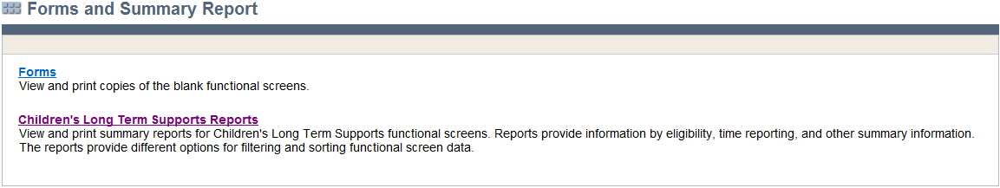 Forms and Summary Report
Forms
View and print copies of the blank functional screens.
Children's Long Term Supports Reports
View and print summary reports for Children's Long Term Supports functional screens. Reports provide information by eligibility, time reporting, and other summary information.
The reports provide different options for filtering and sorting functional screen data.